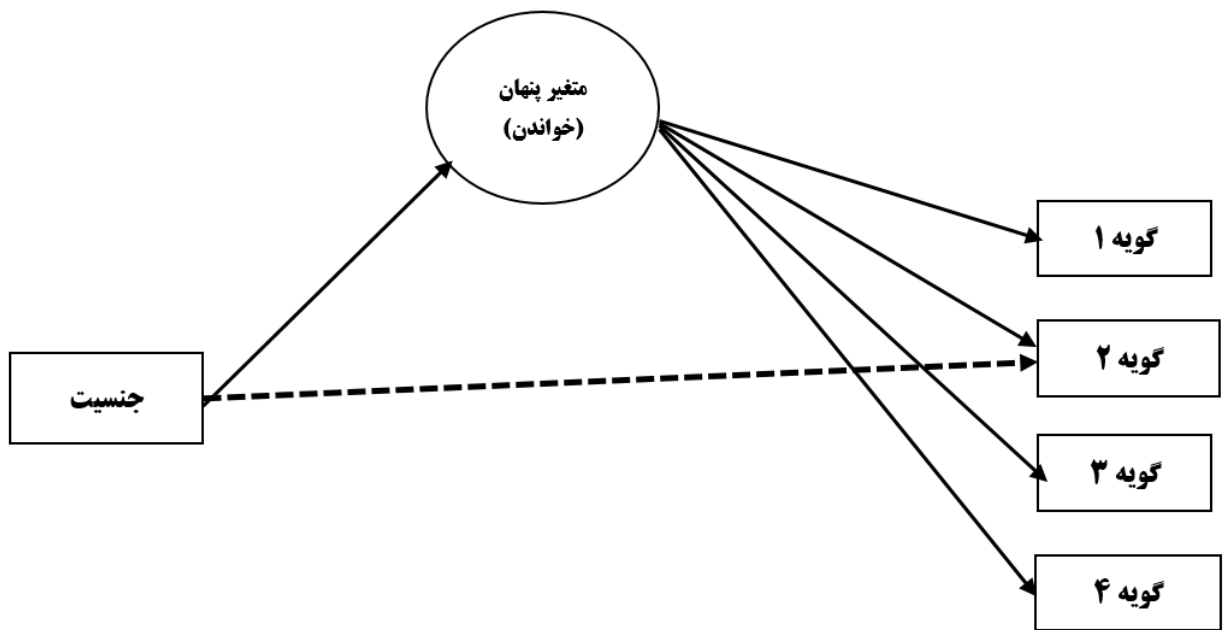 متغیر پنهان
(خواندن)
گویه ۱
گویه ۲
جنسیت
گویه ۳
گویه ۴